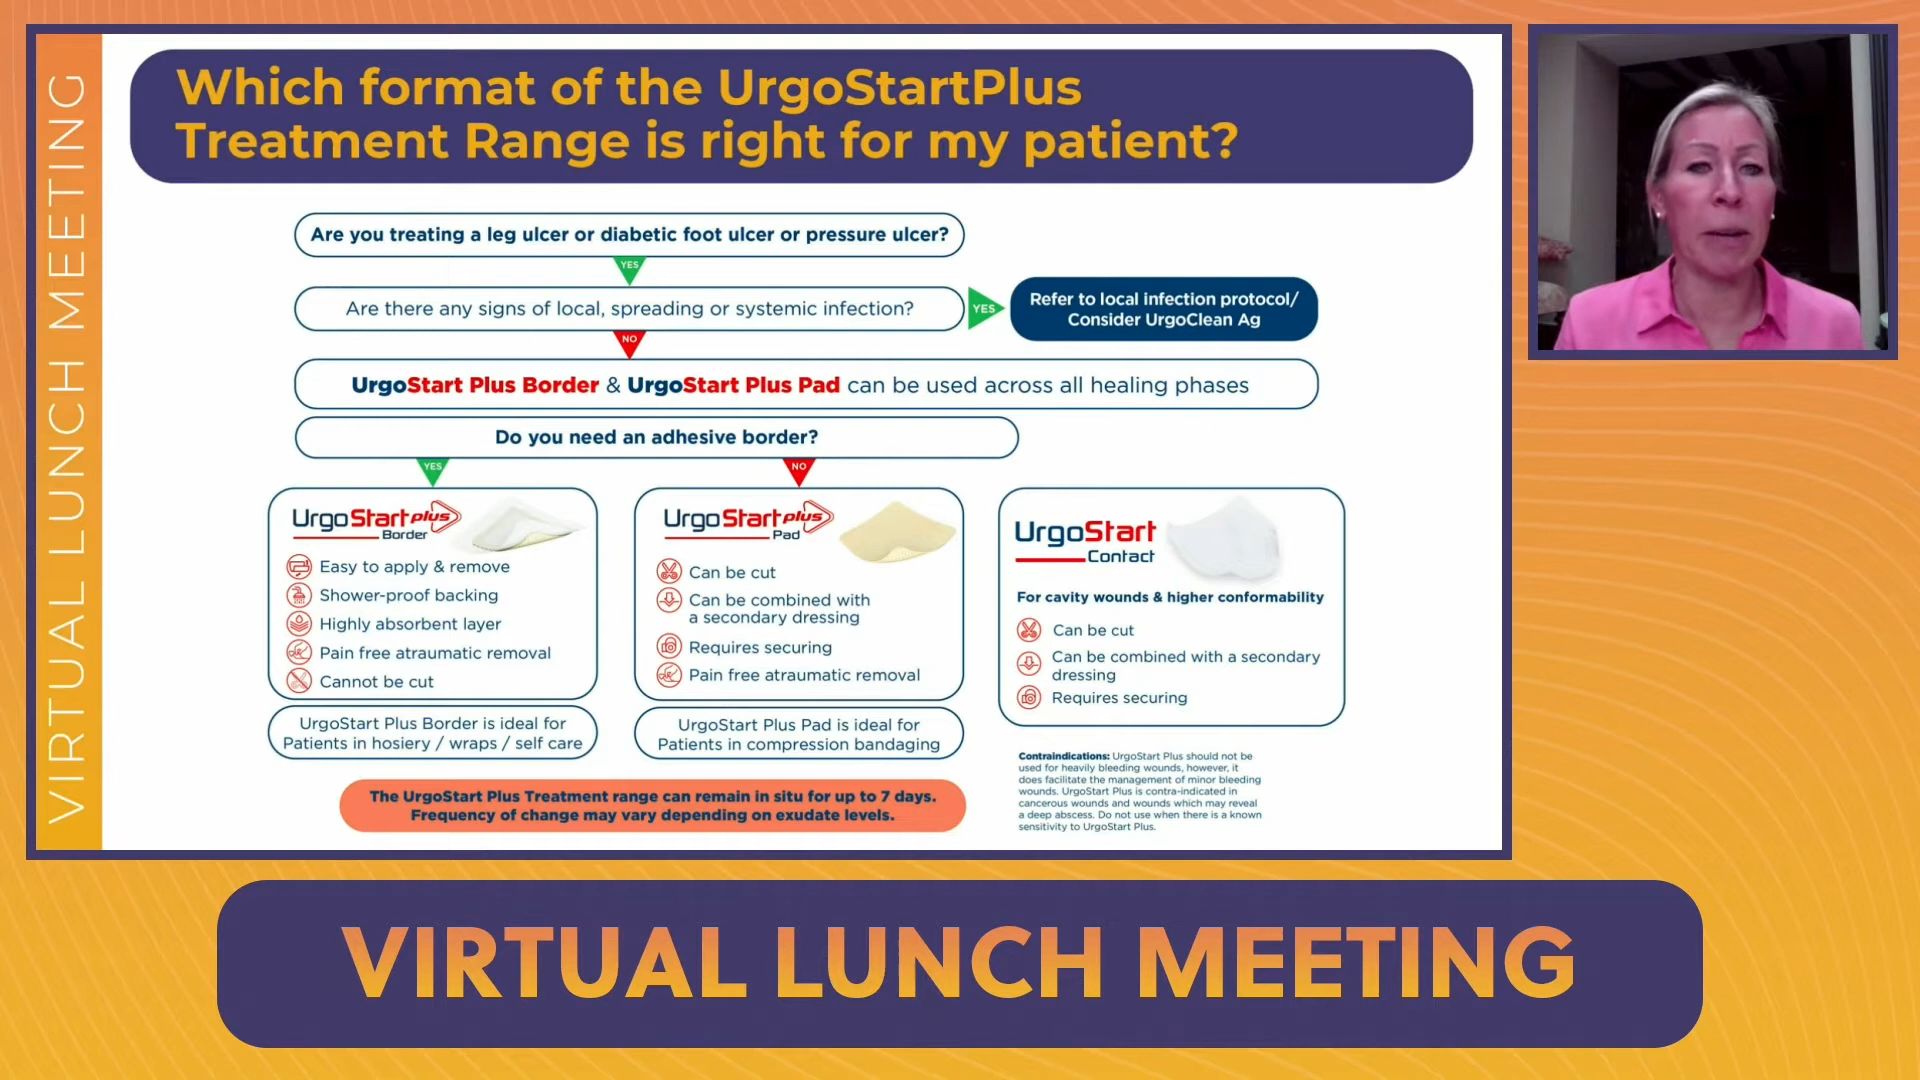 VIRTUAL LUNCH MEETING
Which format of the UrgoStartPlus
Treatment Range is right for my patient?
Are you treating a leg ulcer or diabetic foot ulcer or pressure ulcer?
YES
Are there any signs of local, spreading or systemic infection?
YES
Refer to local infection protocol/
Consider UrgoClean Ag
NO
UrgoStart Plus Border & UrgoStart Plus Pad can be used across all healing phases
Do you need an adhesive border?
YES
NO
UrgoStart plus
Border
Easy to apply & remove
Shower-proof backing
Highly absorbent layer
Pain free atraumatic removal
Cannot be cut
UrgoStart Plus Border is ideal for
Patients in hosiery / wraps / self care
UrgoStart plus
Pad
Can be cut
Can be combined with
a secondary dressing
Requires securing
Pain free atraumatic removal
UrgoStart Plus Pad is ideal for
Patients in compression bandaging
UrgoStart
Contact
For cavity wounds & higher conformability
Can be cut
Can be combined with a secondary
dressing
Requires securing
The UrgoStart Plus Treatment range can remain in situ for up to 7 days.
Frequency of change may vary depending on exudate levels.
Contraindications: UrgoStart Plus should not be
used for heavily bleeding wounds, however, it
does facilitate the management of minor bleeding
wounds. UrgoStart Plus is contra-indicated in
cancerous wounds and wounds which may reveal
a deep abscess. Do not use when there is a known
sensitivity to UrgoStart Plus.
VIRTUAL LUNCH MEETING